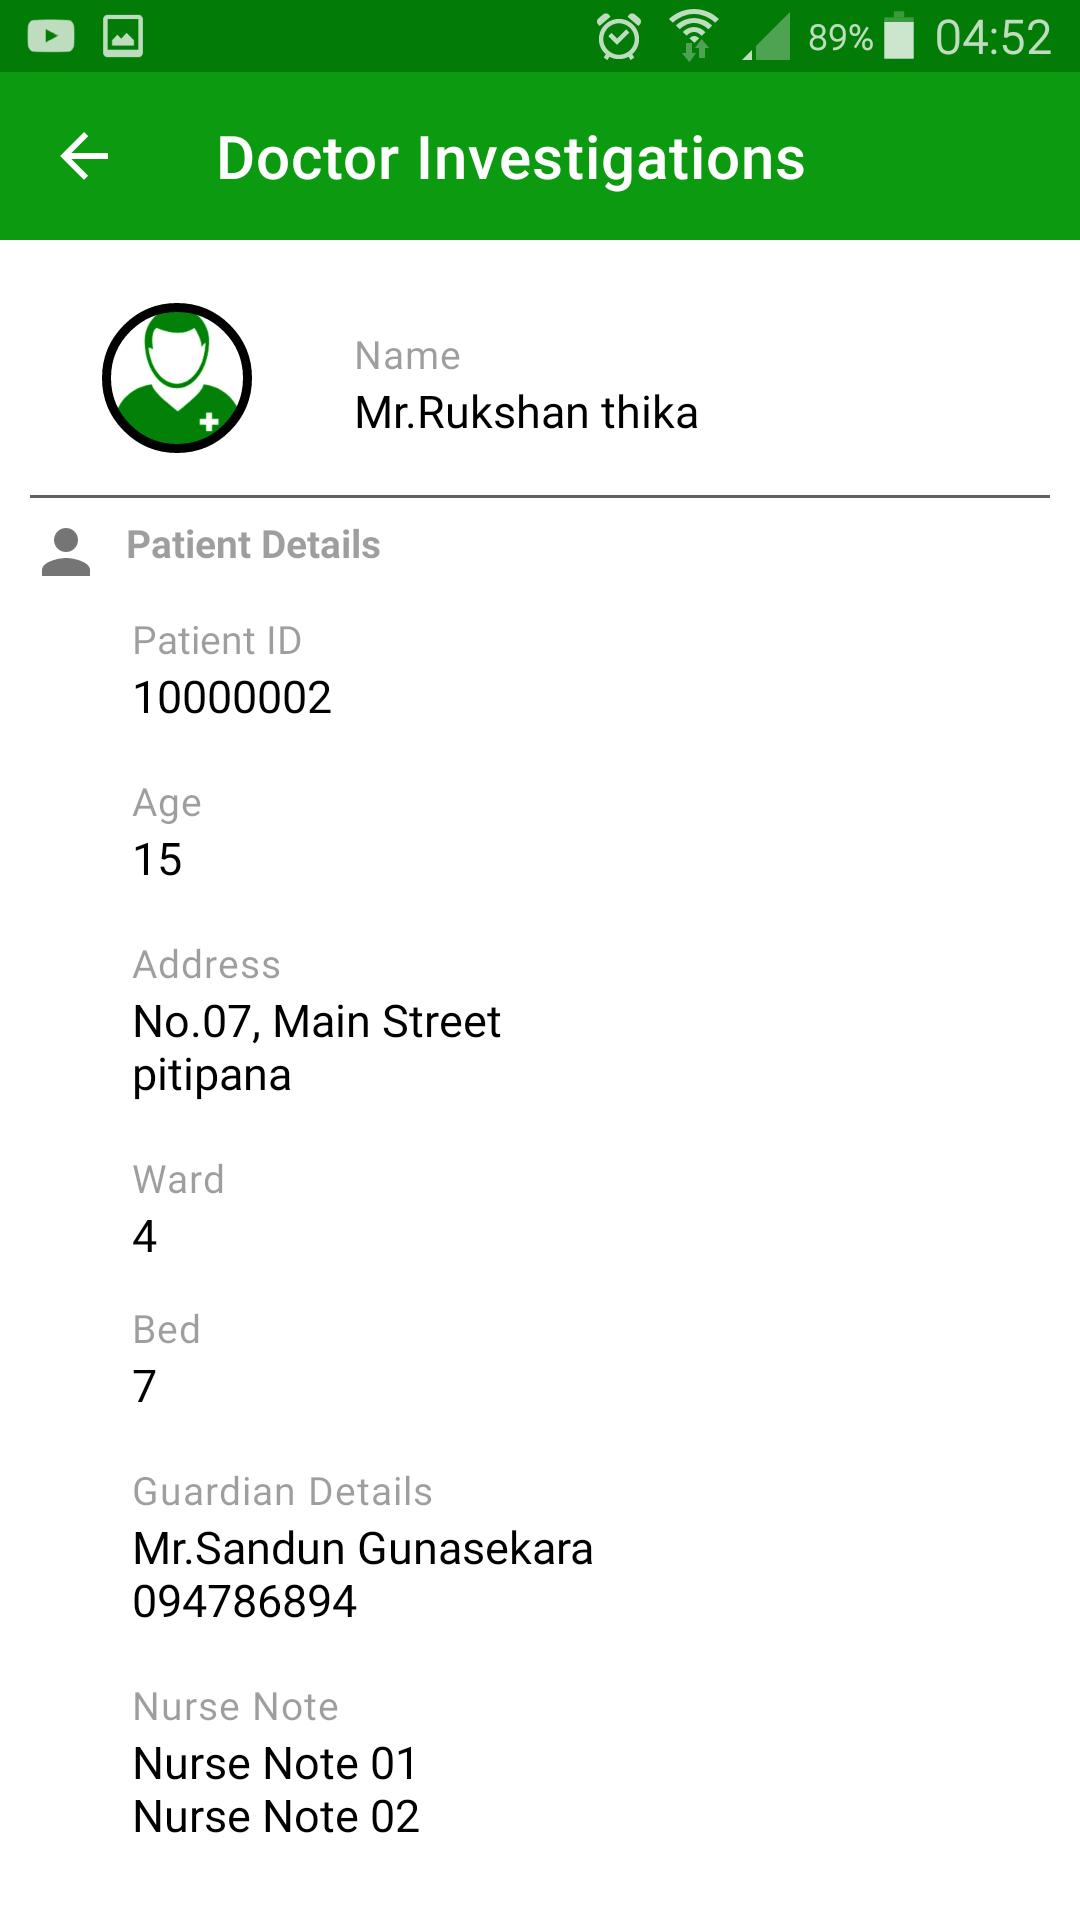 89% 04:52
Doctor Investigations
Name
Mr.Rukshan thika
Patient Details
Patient ID
10000002
Age
15
Address
No.07, Main Street
pitipana
Ward
4
Bed
7
Guardian Details
Mr.Sandun Gunasekara
094786894
Nurse Note
Nurse Note 01
Nurse Note 02